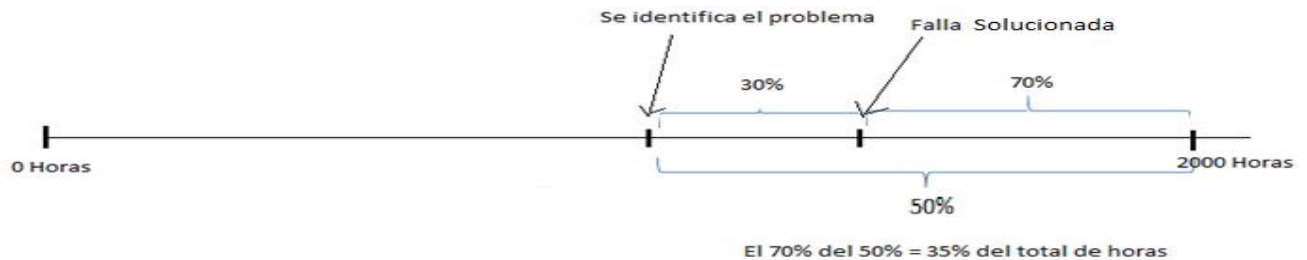 Se identifica el problema
Falla Solucionada
30%
70%
0 Horas
2000 Horas
50%
El 70% del 50% = 35% del total de horas